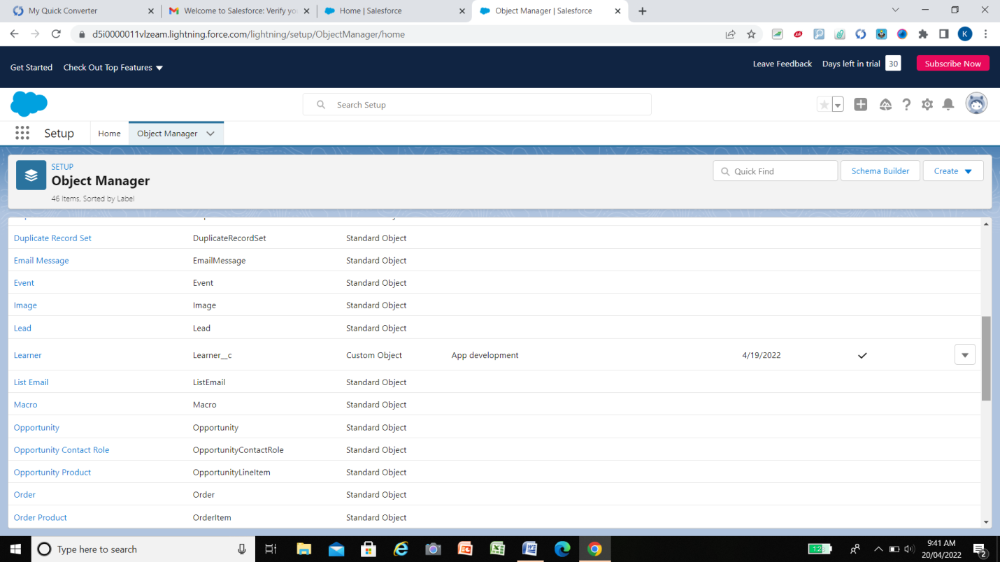 My Quick Converter
Welcome to Salesforce: Verify yo
Home | Salesforce
Object Manager | Salesforce
d5i0000011vlzeam.lightning.force.com/lightning/setup/ObjectManager/home
K
Get Started Check Out Top Features
Leave Feedback Days left in trial 30 Subscribe Now
Search Setup
Setup Home Object Manager
SETUP
Object Manager
46 Items, Sorted by Label
Quick Find Schema Builder Create
Duplicate Record Set DuplicateRecordSet Standard Object
Email Message EmailMessage Standard Object
Event Event Standard Object
Image Image Standard Object
Lead Lead Standard Object
Learner Learner__c Custom Object App development 4/19/2022
List Email ListEmail Standard Object
Macro Macro Standard Object
Opportunity Opportunity Standard Object
Opportunity Contact Role OpportunityContactRole Standard Object
Opportunity Product OpportunityLineItem Standard Object
Order Order Standard Object
Order Product OrderItem Standard Object
Type here to search
9:41 AM
20/04/2022
2